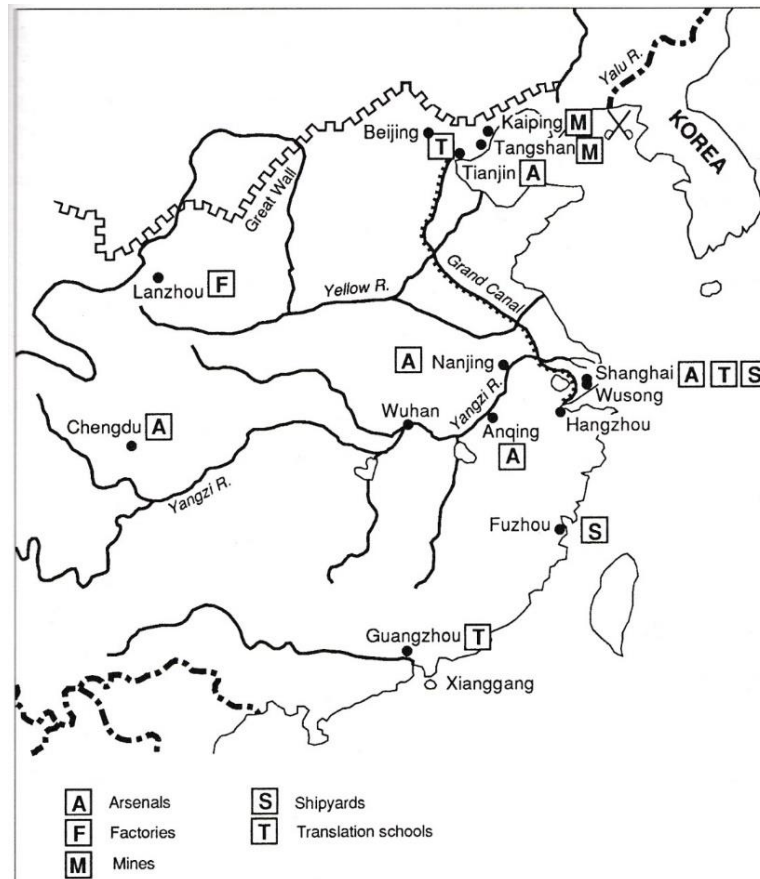 Yalu R.
KOREA
Beijing T
Kaiping M
Tangshan M
Tianjin A
Great Wall
Lanzhou F
Yellow R.
Grand Canal
A Nanjing
Shanghai A T S
Wusong
Hangzhou
Chengdu A
Wuhan
Yangzi R.
Anqing
A
Yangzi R.
Fuzhou S
Guangzhou T
Xianggang
A Arsenals
F Factories
M Mines
S Shipyards
T Translation schools